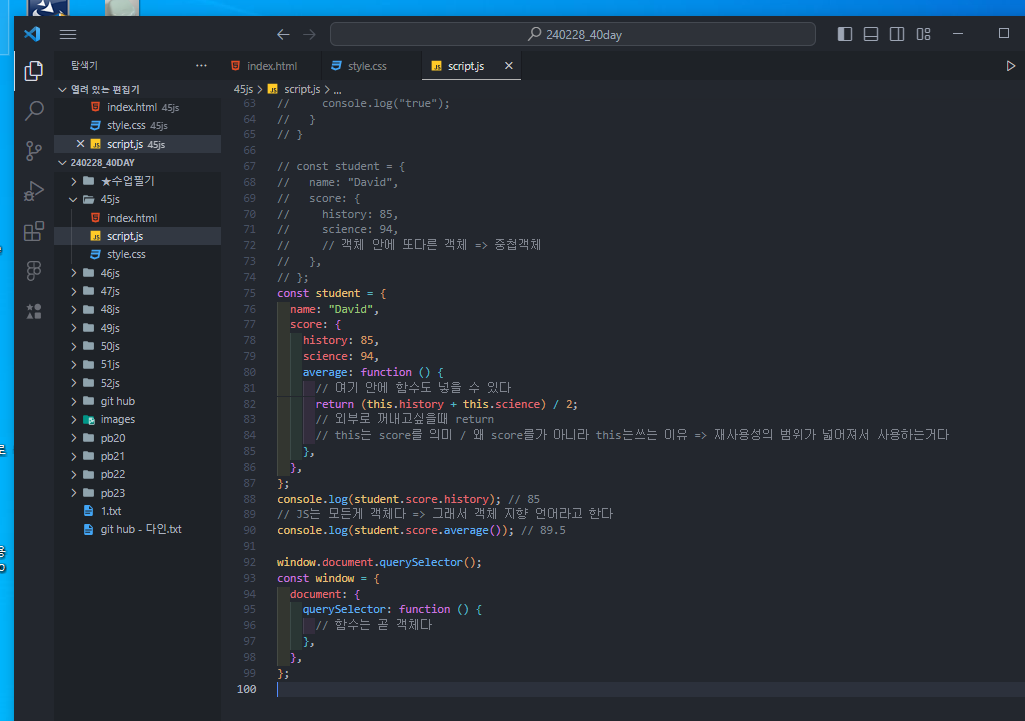 240228_40day
탐색기
index.html
style.css
script.js
열려 있는 편집기
index.html 45js
style.css 45js
script.js 45js
240228_40DAY
★수업필기
45js
index.html
script.js
style.css
46js
47js
48js
49js
50js
51js
52js
git hub
images
pb20
pb21
pb22
pb23
1.txt
git hub - 다인.txt
45js > script.js > ...
63 //     console.log("true");
64 //   }
65 // }
66
67 // const student = {
68 //   name: "David",
69 //   score: {
70 //     history: 85,
71 //     science: 94,
72 //     // 객체 안에 또다른 객체 => 중첩객체
73 //   },
74 // };
75 const student = {
76   name: "David",
77   score: {
78     history: 85,
79     science: 94,
80     average: function () {
81       // 여기 안에 함수도 넣을 수 있다
82       return (this.history + this.science) / 2;
83       // 외부로 꺼내고싶을때 return
84       // this는 score를 의미 / 왜 score를가 아니라 this는쓰는 이유 => 재사용성의 범위가 넓어져서 사용하는거다
85     },
86   },
87 };
88 console.log(student.score.history); // 85
89 // JS는 모든게 객체다 => 그래서 객체 지향 언어라고 한다
90 console.log(student.score.average()); // 89.5
91
92 window.document.querySelector();
93 const window = {
94   document: {
95     querySelector: function () {
96       // 함수는 곧 객체다
97     },
98   },
99 };
100